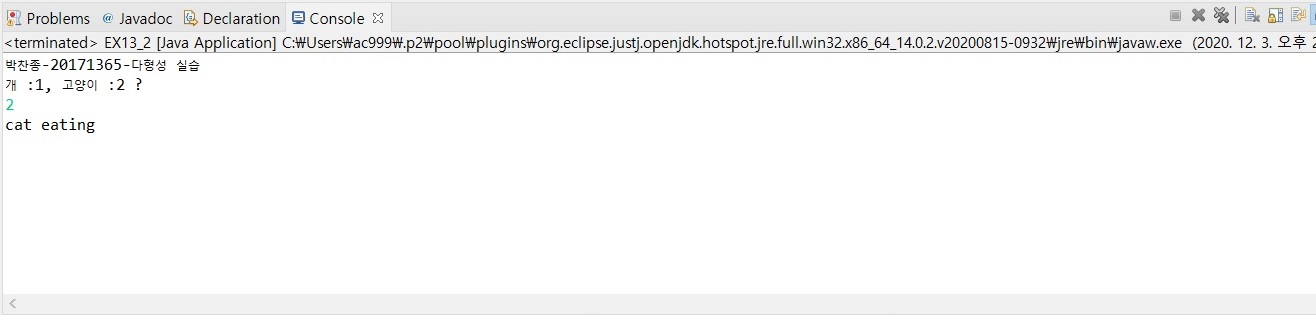 Problems @ Javadoc Declaration Console
<terminated> EX13_2 [Java Application] C:₩Users₩ac999₩.p2₩pool₩plugins₩org.eclipse.justj.openjdk.hotspot.jre.full.win32.x86_64_14.0.2.v20200815-0932₩jre₩bin₩javaw.exe (2020. 12. 3. 오후 2
박찬종-20171365-다형성 실습
개 :1, 고양이 :2 ?
2
cat eating